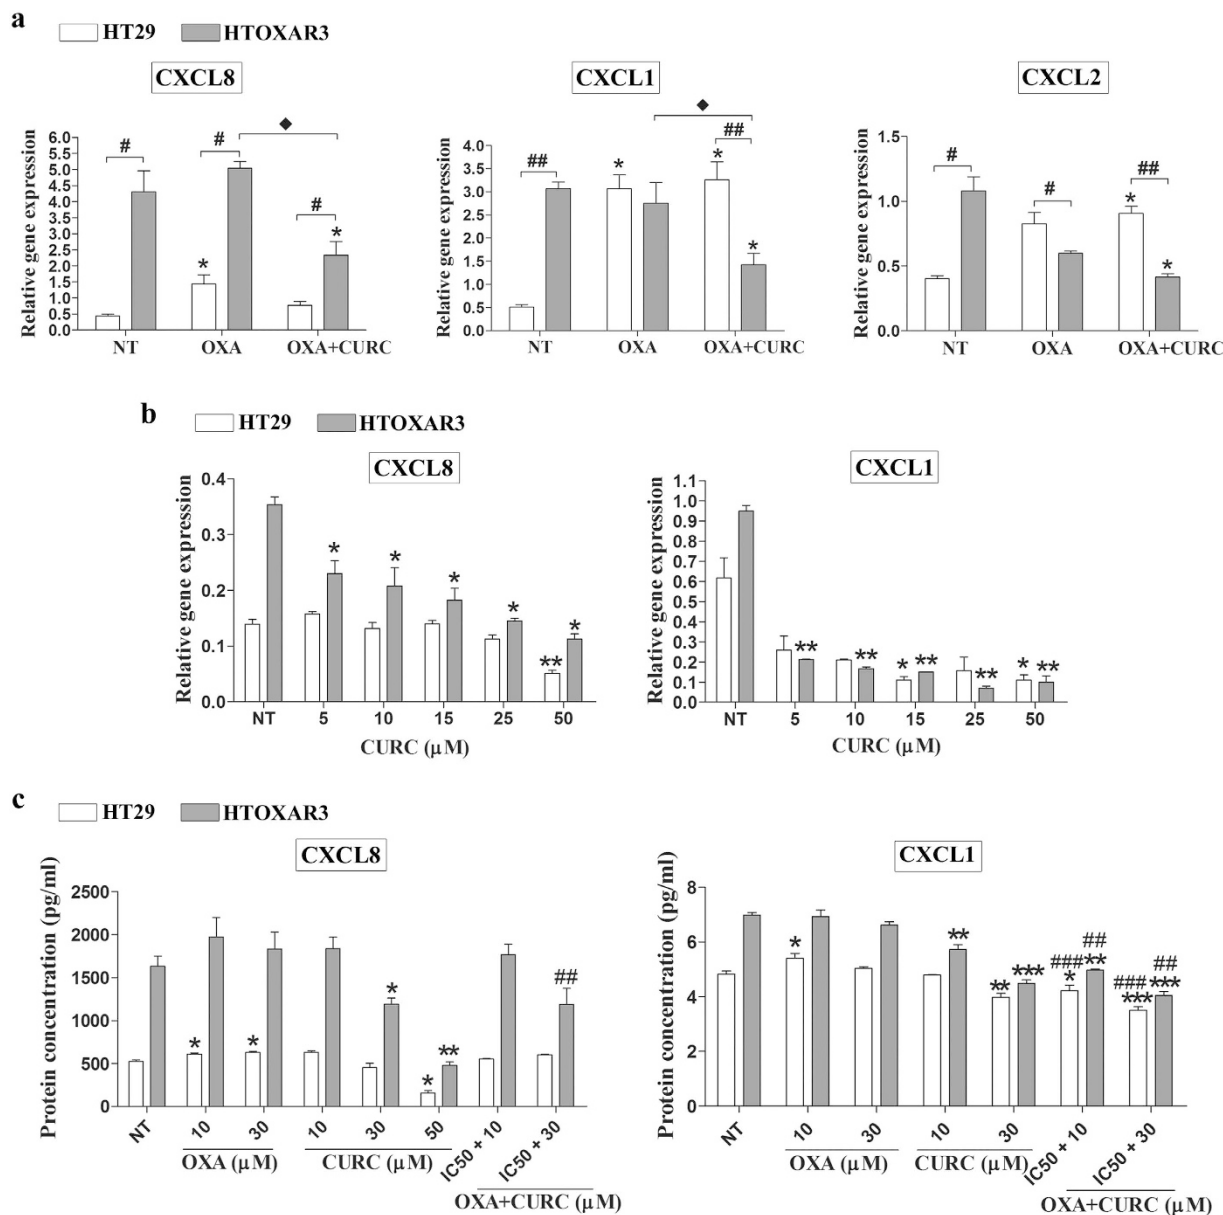 a
HT29 HTOXAR3
CXCL8 CXCL1 CXCL2
Relative gene expression
6.0
5.5
5.0
4.5
4.0
3.5
3.0
2.5
2.0
1.5
1.0
0.5
0.0
# # ◆ # * *
NT OXA OXA+CURC
Relative gene expression
4.0
3.5
3.0
2.5
2.0
1.5
1.0
0.5
0.0
## * ◆ ## * *
NT OXA OXA+CURC
Relative gene expression
1.5
1.0
0.5
0.0
# # ## * *
NT OXA OXA+CURC
b
HT29 HTOXAR3
CXCL8 CXCL1
Relative gene expression
0.4
0.3
0.2
0.1
0.0
* * * * ** *
NT 5 10 15 25 50
CURC (μM)
Relative gene expression
1.1
1.0
0.9
0.8
0.7
0.6
0.5
0.4
0.3
0.2
0.1
0.0
** ** * ** ** * **
NT 5 10 15 25 50
CURC (μM)
c
HT29 HTOXAR3
CXCL8 CXCL1
Protein concentration (pg/ml)
2500
2000
1500
1000
500
0
* * * * ** ##
NT 10 30 10 30 50 IC50 + 10 IC50 + 30
OXA (μM) CURC (μM)
OXA+CURC (μM)
Protein concentration (pg/ml)
8
6
4
2
0
* ** ** *** ### * ## ** ### *** ## ***
NT 10 30 10 30 IC50 + 10 IC50 + 30
OXA (μM) CURC (μM)
OXA+CURC (μM)